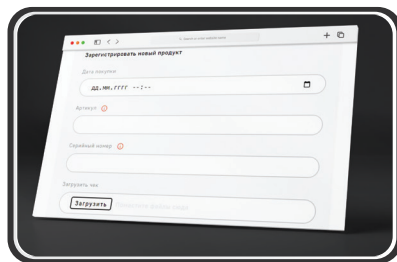 Зарегистрировать новый продукт
Дата покупки
ДД.ММ.ГГГГ --:--
Артикул
Серийный номер
Загрузить чек
Загрузить